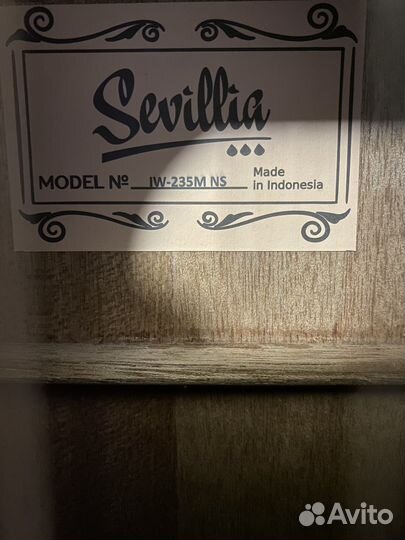 Sevillia
MODEL № IW-235M NS Made
in Indonesia
Avito